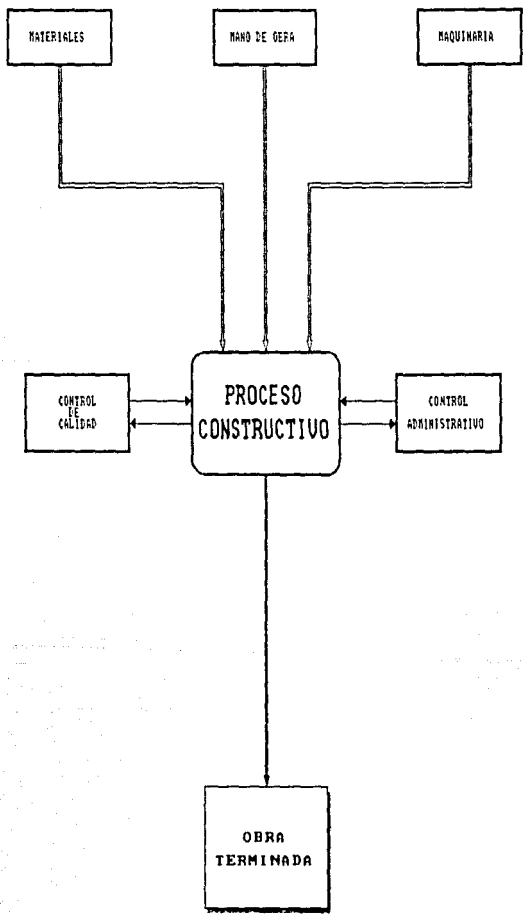 MATERIALES
MANO DE OBRA
MAQUINARIA
PROCESO
CONSTRUCTIVO
CONTROL
DE
CALIDAD
CONTROL
ADMINISTRATIVO
OBRA
TERMINADA